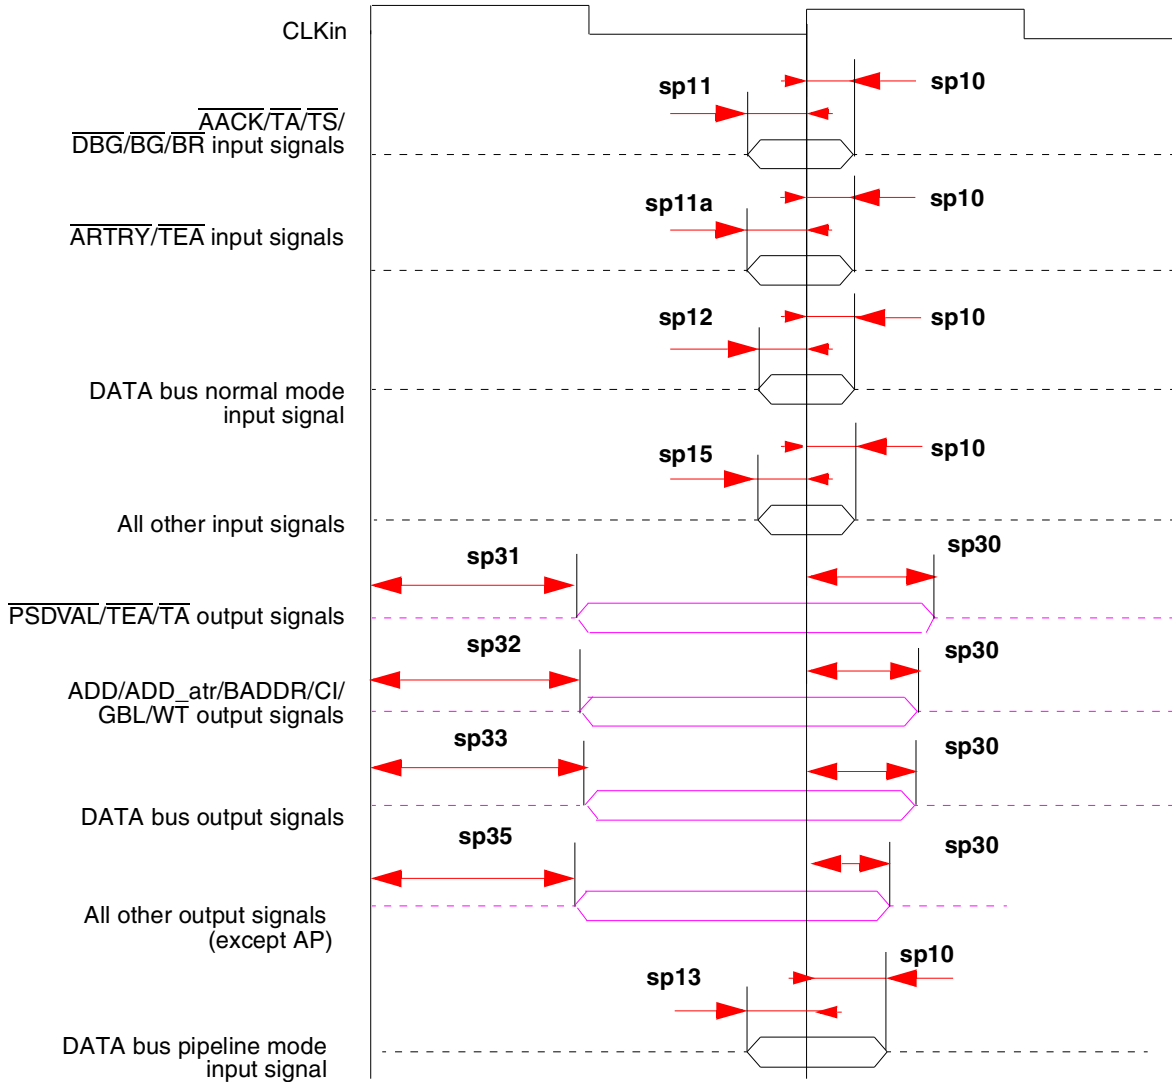 CLKin
sp11
sp10
AACK/TA/TS/
DBG/BG/BR input signals
sp11a
sp10
ARTRY/TEA input signals
sp12
sp10
DATA bus normal mode
input signal
sp15
sp10
All other input signals
sp31
sp30
PSDVAL/TEA/TA output signals
sp32
sp30
ADD/ADD_atr/BADDR/CI/
GBL/WT output signals
sp33
sp30
DATA bus output signals
sp35
sp30
All other output signals
(except AP)
sp13
sp10
DATA bus pipeline mode
input signal